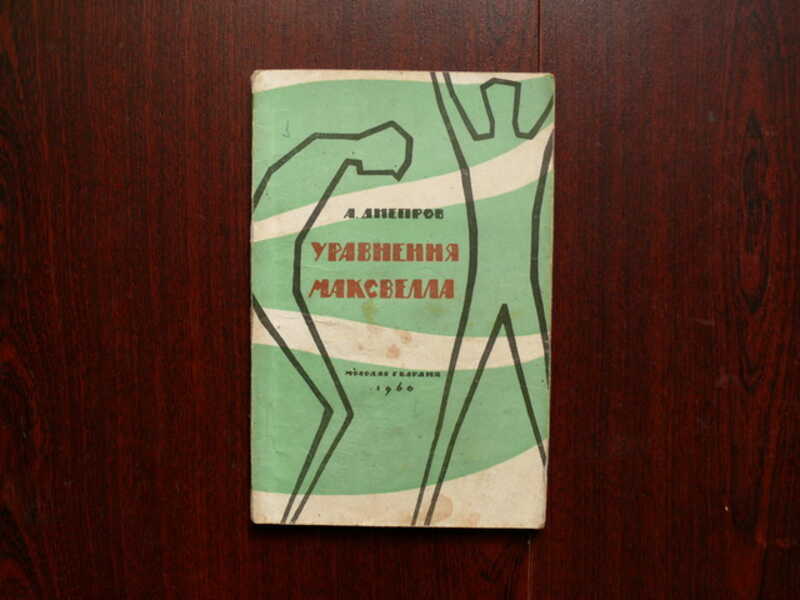 А. ДНЕПРОВ
УРАВНЕНИЯ
МАКСВЕЛЛА
МОЛОДАЯ ГВАРДИЯ
1960